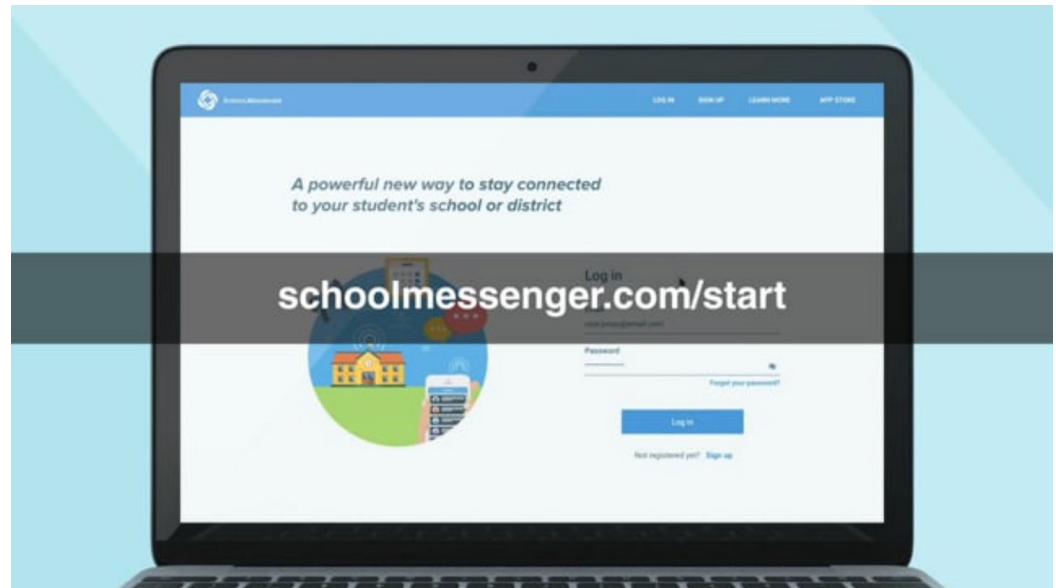 SCHOOLMESSENGER
LOG IN
SIGN UP
LEARN MORE
APP STORE
A powerful new way to stay connected
to your student's school or district
Log in
schoolmessenger.com/start
Password
Forgot your password?
Log in
Not registered yet? Sign up